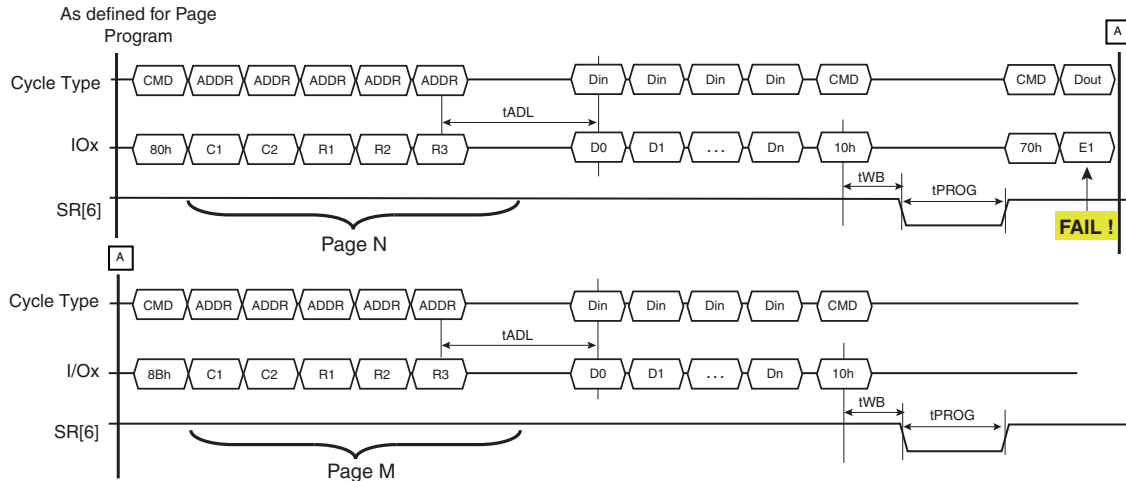 As defined for Page
Program
A
Cycle Type CMD ADDR ADDR ADDR ADDR ADDR Din Din Din Din CMD CMD Dout
tADL
IOx 80h C1 C2 R1 R2 R3 D0 D1 ... Dn 10h 70h E1
tWB tPROG
SR[6]
Page N
FAIL !
A
Cycle Type CMD ADDR ADDR ADDR ADDR ADDR Din Din Din Din CMD
tADL
I/Ox 8Bh C1 C2 R1 R2 R3 D0 D1 ... Dn 10h
tWB tPROG
SR[6]
Page M